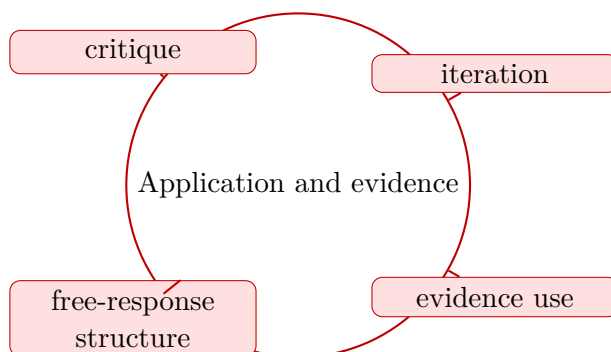 critique
iteration
Application and evidence
free-response
structure
evidence use